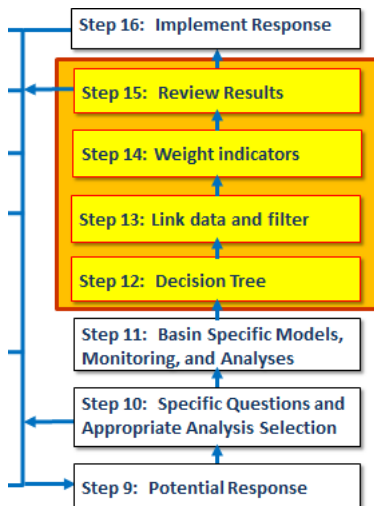 Step 16: Implement Response
Step 15: Review Results
Step 14: Weight indicators
Step 13: Link data and filter
Step 12: Decision Tree
Step 11: Basin Specific Models,
Monitoring, and Analyses
Step 10: Specific Questions and
Appropriate Analysis Selection
Step 9: Potential Response